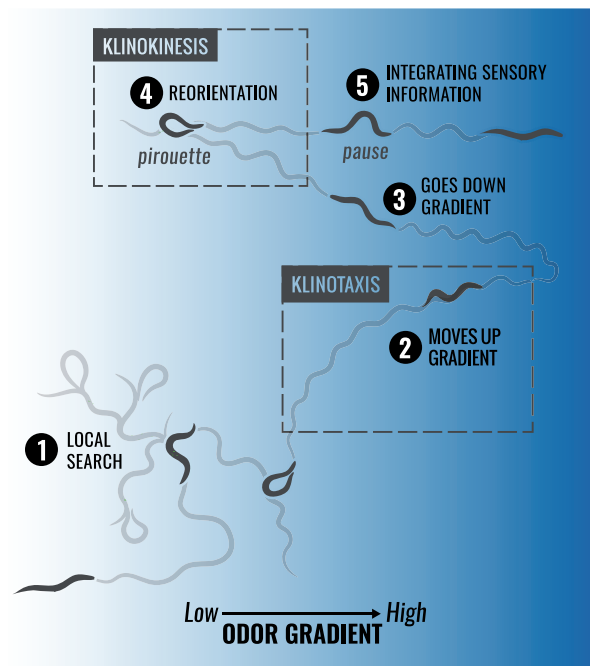 KLINOKINESIS
4 REORIENTATION
pirouette
5 INTEGRATING SENSORY
INFORMATION
pause
3 GOES DOWN
GRADIENT
KLINOTAXIS
2 MOVES UP
GRADIENT
1 LOCAL
SEARCH
Low High
ODOR GRADIENT